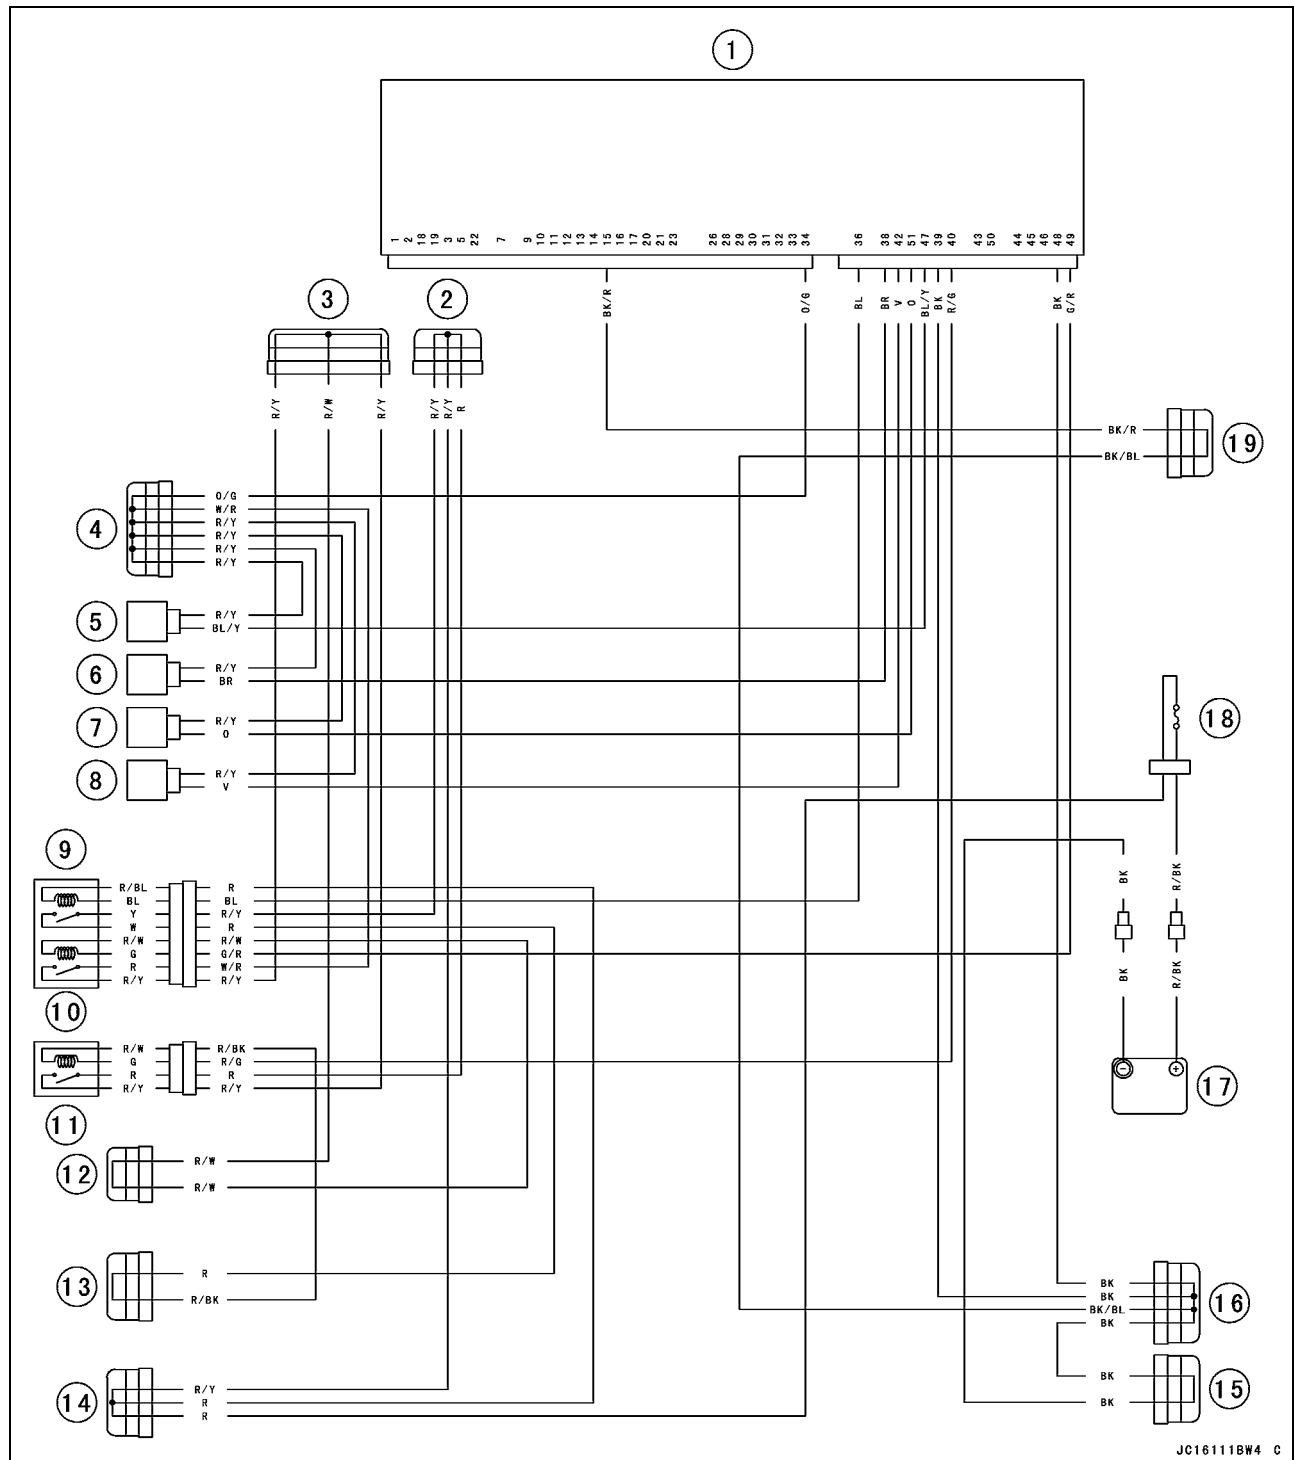 1
1 2 18 19 3 5 22 7 9 10 11 12 13 14 15 16 17 20 21 23 26 28 29 30 31 32 33 34 36 38 42 51 47 39 40 43 50 44 45 46 48 49
BK/R O/G BL BR V O BL/Y BK R/G BK G/R
3 2
R/Y R/W R/Y R/Y R/Y R
BK/R
BK/BL
19
4
O/G
W/R
R/Y
R/Y
R/Y
R/Y
5
R/Y
BL/Y
6
R/Y
BR
7
R/Y
O
8
R/Y
V
18
9
R/BL R
BL BL
Y R/Y
W R
R/W R/W
G G/R
R W/R
R/Y R/Y
10
BK R/BK
BK R/BK
R/W R/BK
G R/G
R R
R/Y R/Y
11
- +
17
12
R/W
R/W
13
R
R/BK
BK
BK
BK/BL
BK
16
14
R/Y
R
R
BK
BK
15
JC16111BW4 C